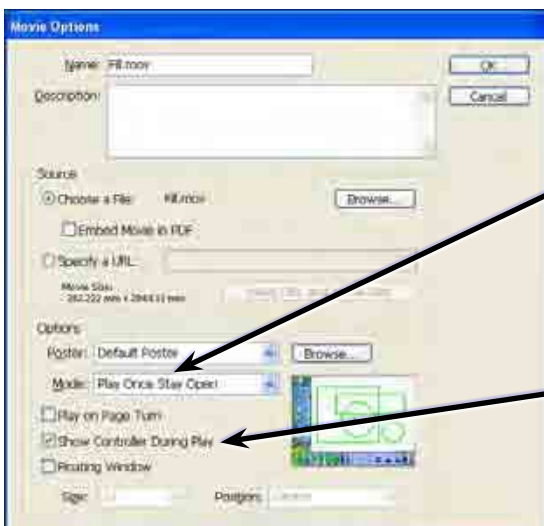 Movie Options
Name: Fill.mov
OK
Description:
Cancel
Source
Choose a File: Fill.mov
Browse...
Embed Movie in PDF
Specify a URL:
Movie Size:
Options
Poster: Default Poster
Browse...
Mode: Play Once Stay Open
Play on Page Turn
Show Controller During Play
Floating Window
Size:
Position: